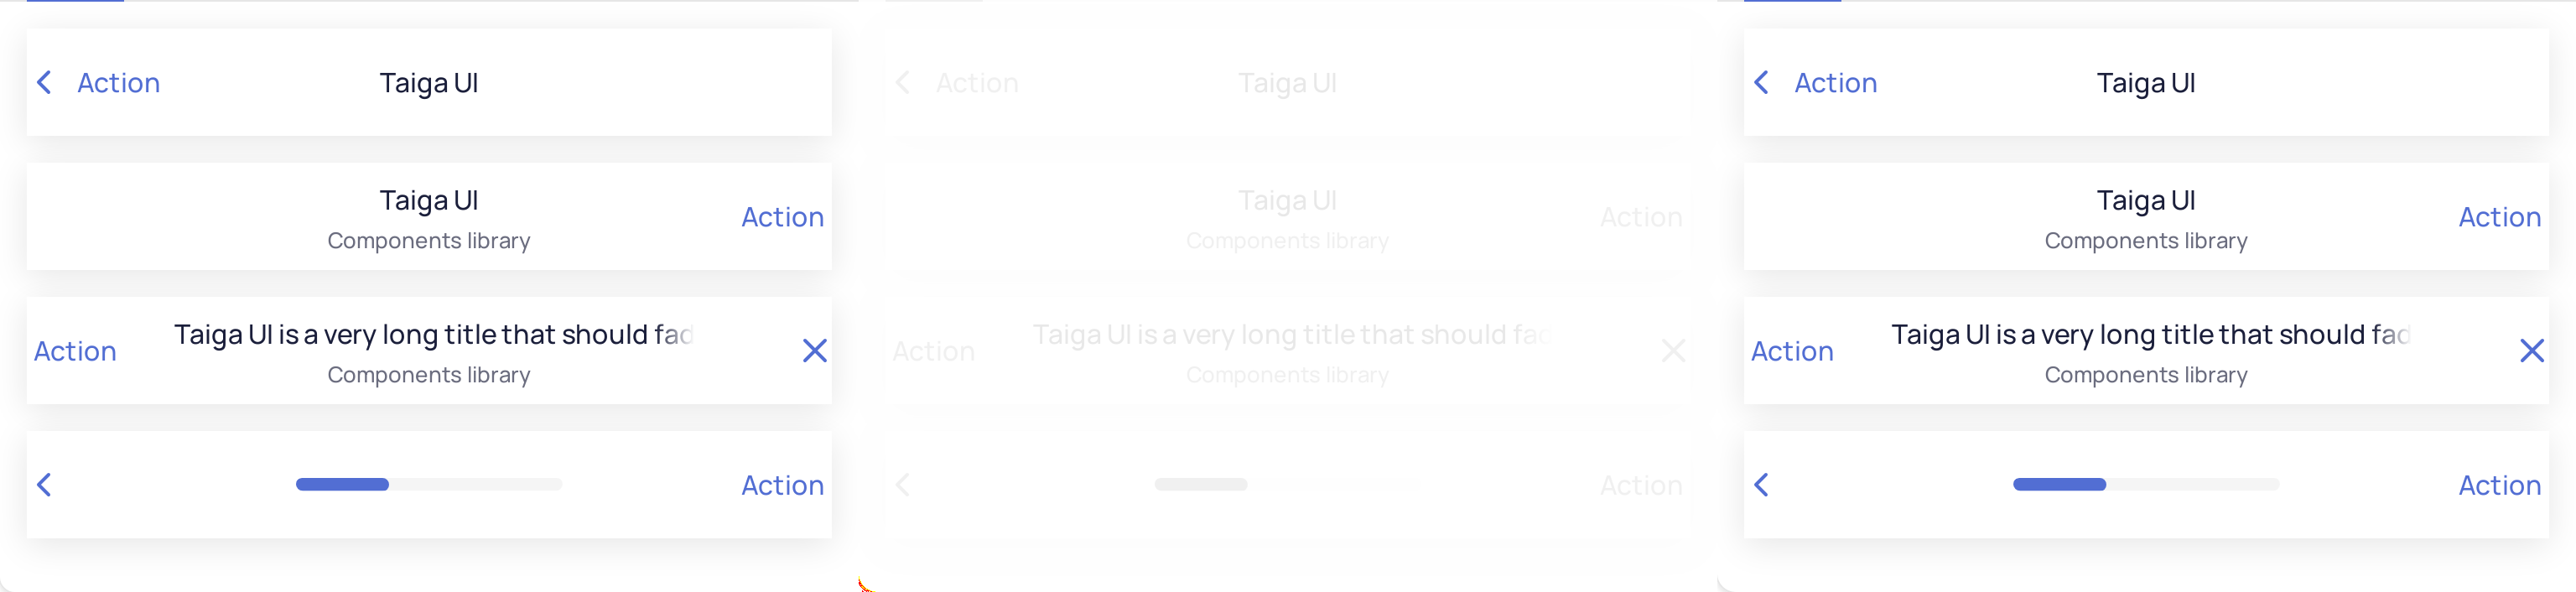 Action Taiga UI
Taiga UI
Action
Components library
Taiga UI is a very long title that should fad
Action
Components library
Action
Action Taiga UI
Taiga UI
Action
Components library
Taiga UI is a very long title that should fad
Action
Components library
Action
Action Taiga UI
Taiga UI
Action
Components library
Taiga UI is a very long title that should fad
Action
Components library
Action